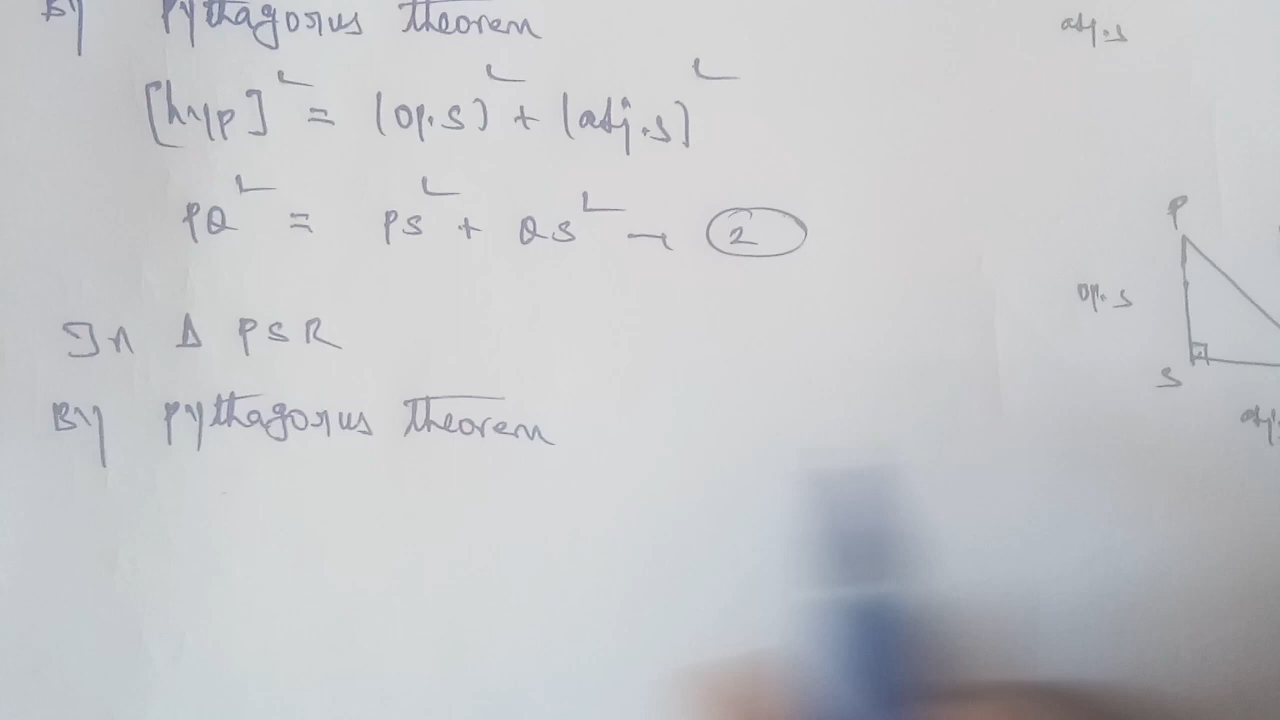 By Pythagorus theorem
adj.s
[hyp]² = (op.s)² + (adj.s)²
PQ² = PS² + QS² → 2
P
op.s
In Δ PSR
S
By Pythagorus theorem